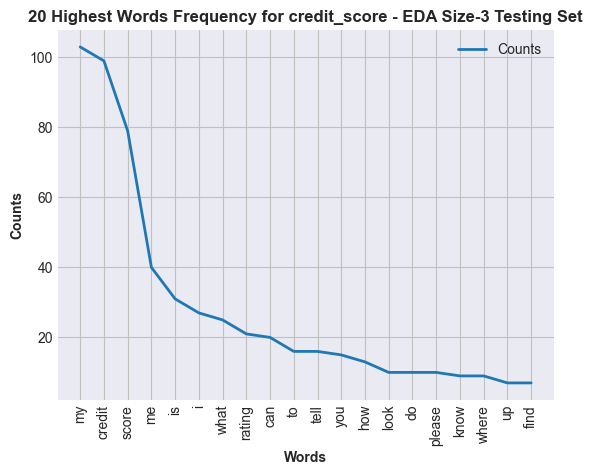 20 Highest Words Frequency for credit_score - EDA Size-3 Testing Set
Counts
Counts
100
80
60
40
20
my
credit
score
me
is
i
what
rating
can
to
tell
you
how
look
do
please
know
where
up
find
Words